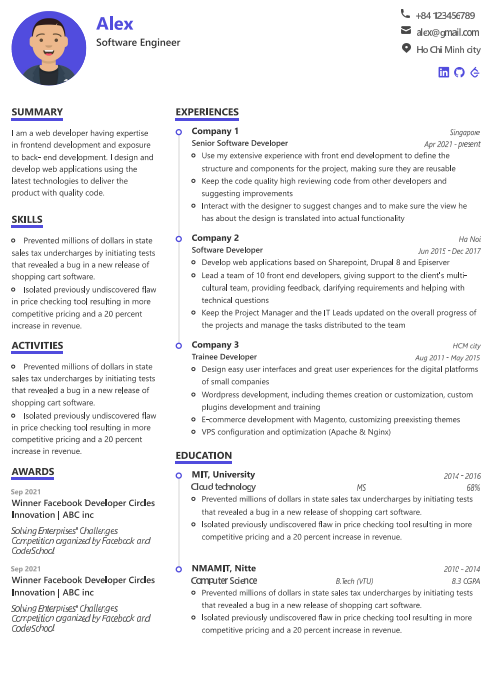 Alex
Software Engineer
+84 123456789
alex@gmail.com
Ho Chi Minh city
SUMMARY
I am a web developer having expertise
in frontend development and exposure
to back- end development. I design and
develop web applications using the
latest technologies to deliver the
product with quality code.
SKILLS
Prevented millions of dollars in state
sales tax undercharges by initiating tests
that revealed a bug in a new release of
shopping cart software.
Isolated previously undiscovered flaw
in price checking tool resulting in more
competitive pricing and a 20 percent
increase in revenue.
ACTIVITIES
Prevented millions of dollars in state
sales tax undercharges by initiating tests
that revealed a bug in a new release of
shopping cart software.
Isolated previously undiscovered flaw
in price checking tool resulting in more
competitive pricing and a 20 percent
increase in revenue.
AWARDS
Sep 2021
Winner Facebook Developer Circles
Innovation | ABC inc
Solving Enterprises' Challenges
Competition organized by Facebook and
CodeSchool
Sep 2021
Winner Facebook Developer Circles
Innovation | ABC inc
Solving Enterprises' Challenges
Competition organized by Facebook and
CodeSchool
EXPERIENCES
Company 1 Singapore
Senior Software Developer Apr 2021 - present
Use my extensive experience with front end development to define the
structure and components for the project, making sure they are reusable
Keep the code quality high reviewing code from other developers and
suggesting improvements
Interact with the designer to suggest changes and to make sure the view he
has about the design is translated into actual functionality
Company 2 Ha Noi
Software Developer Jun 2015 - Dec 2017
Develop web applications based on Sharepoint, Drupal 8 and Episerver
Lead a team of 10 front end developers, giving support to the client's multi-
cultural team, providing feedback, clarifying requirements and helping with
technical questions
Keep the Project Manager and the IT Leads updated on the overall progress of
the projects and manage the tasks distributed to the team
Company 3 HCM city
Trainee Developer Aug 2011 - May 2015
Design easy user interfaces and great user experiences for the digital platforms
of small companies
Wordpress development, including themes creation or customization, custom
plugins development and training
E-commerce development with Magento, customizing preexisting themes
VPS configuration and optimization (Apache & Nginx)
EDUCATION
MIT, University 2014 - 2016
Cloud technology MS 68%
Prevented millions of dollars in state sales tax undercharges by initiating tests
that revealed a bug in a new release of shopping cart software.
Isolated previously undiscovered flaw in price checking tool resulting in more
competitive pricing and a 20 percent increase in revenue.
NMAMIT, Nitte 2010 - 2014
Computer Science B.Tech (VTU) 8.3 CGPA
Prevented millions of dollars in state sales tax undercharges by initiating tests
that revealed a bug in a new release of shopping cart software.
Isolated previously undiscovered flaw in price checking tool resulting in more
competitive pricing and a 20 percent increase in revenue.